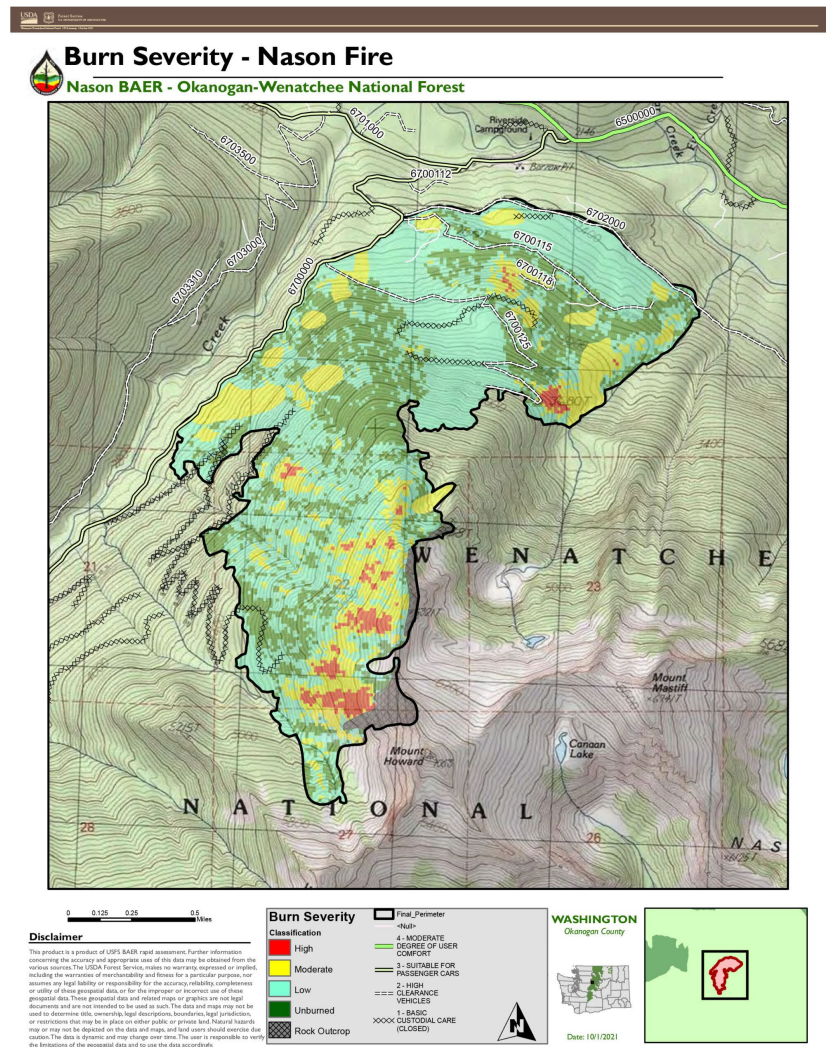 USDA
Forest Service
U.S. DEPARTMENT OF AGRICULTURE
Burn Severity - Nason Fire
Nason BAER - Okanogan-Wenatchee National Forest
6701000
6703500
Riverside
Campground
2146
6500000
Creek
Cree
Borrow Pit
6700112
3600
6702000
6703000
6700115
6703310
6700000
6700118
6700125
Creek
3400
W E N A T C H E
21
22
23
5000
Mount
Mastiff
5215T
Mount
Howard
Canaan
Lake
N A T I O N A L
28
27
26
N A S
0 0.125 0.25 0.5
Miles
Disclaimer
This product is a product of USFS BAER rapid assessment. Further information
concerning the accuracy and appropriate uses of this data may be obtained from the
various sources. The USDA Forest Service, makes no warranty, expressed or implied,
including the warranties of merchantability and fitness for a particular purpose, nor
assumes any legal liability or responsibility for the accuracy, reliability, completeness
or utility of these geospatial data, or for the improper or incorrect use of these
geospatial data. These geospatial data and related maps or graphics are not legal
documents and are not intended to be used as such. The data and maps may not be
used to determine title, ownership, legal descriptions, boundaries, legal jurisdiction,
or restrictions that may be in place on either public or private land. Natural hazards
may or may not be depicted on the data and maps, and land users should exercise due
caution. The data is dynamic and may change over time. The user is responsible to verify
the limitations of the geospatial data and to use the data accordingly.
Burn Severity
Classification
High
Moderate
Low
Unburned
Rock Outcrop
Final_Perimeter
<Null>
4 - MODERATE
DEGREE OF USER
COMFORT
3 - SUITABLE FOR
PASSENGER CARS
2 - HIGH
CLEARANCE
VEHICLES
1 - BASIC
CUSTODIAL CARE
(CLOSED)
N
WASHINGTON
Okanogan County
Date: 10/1/2021